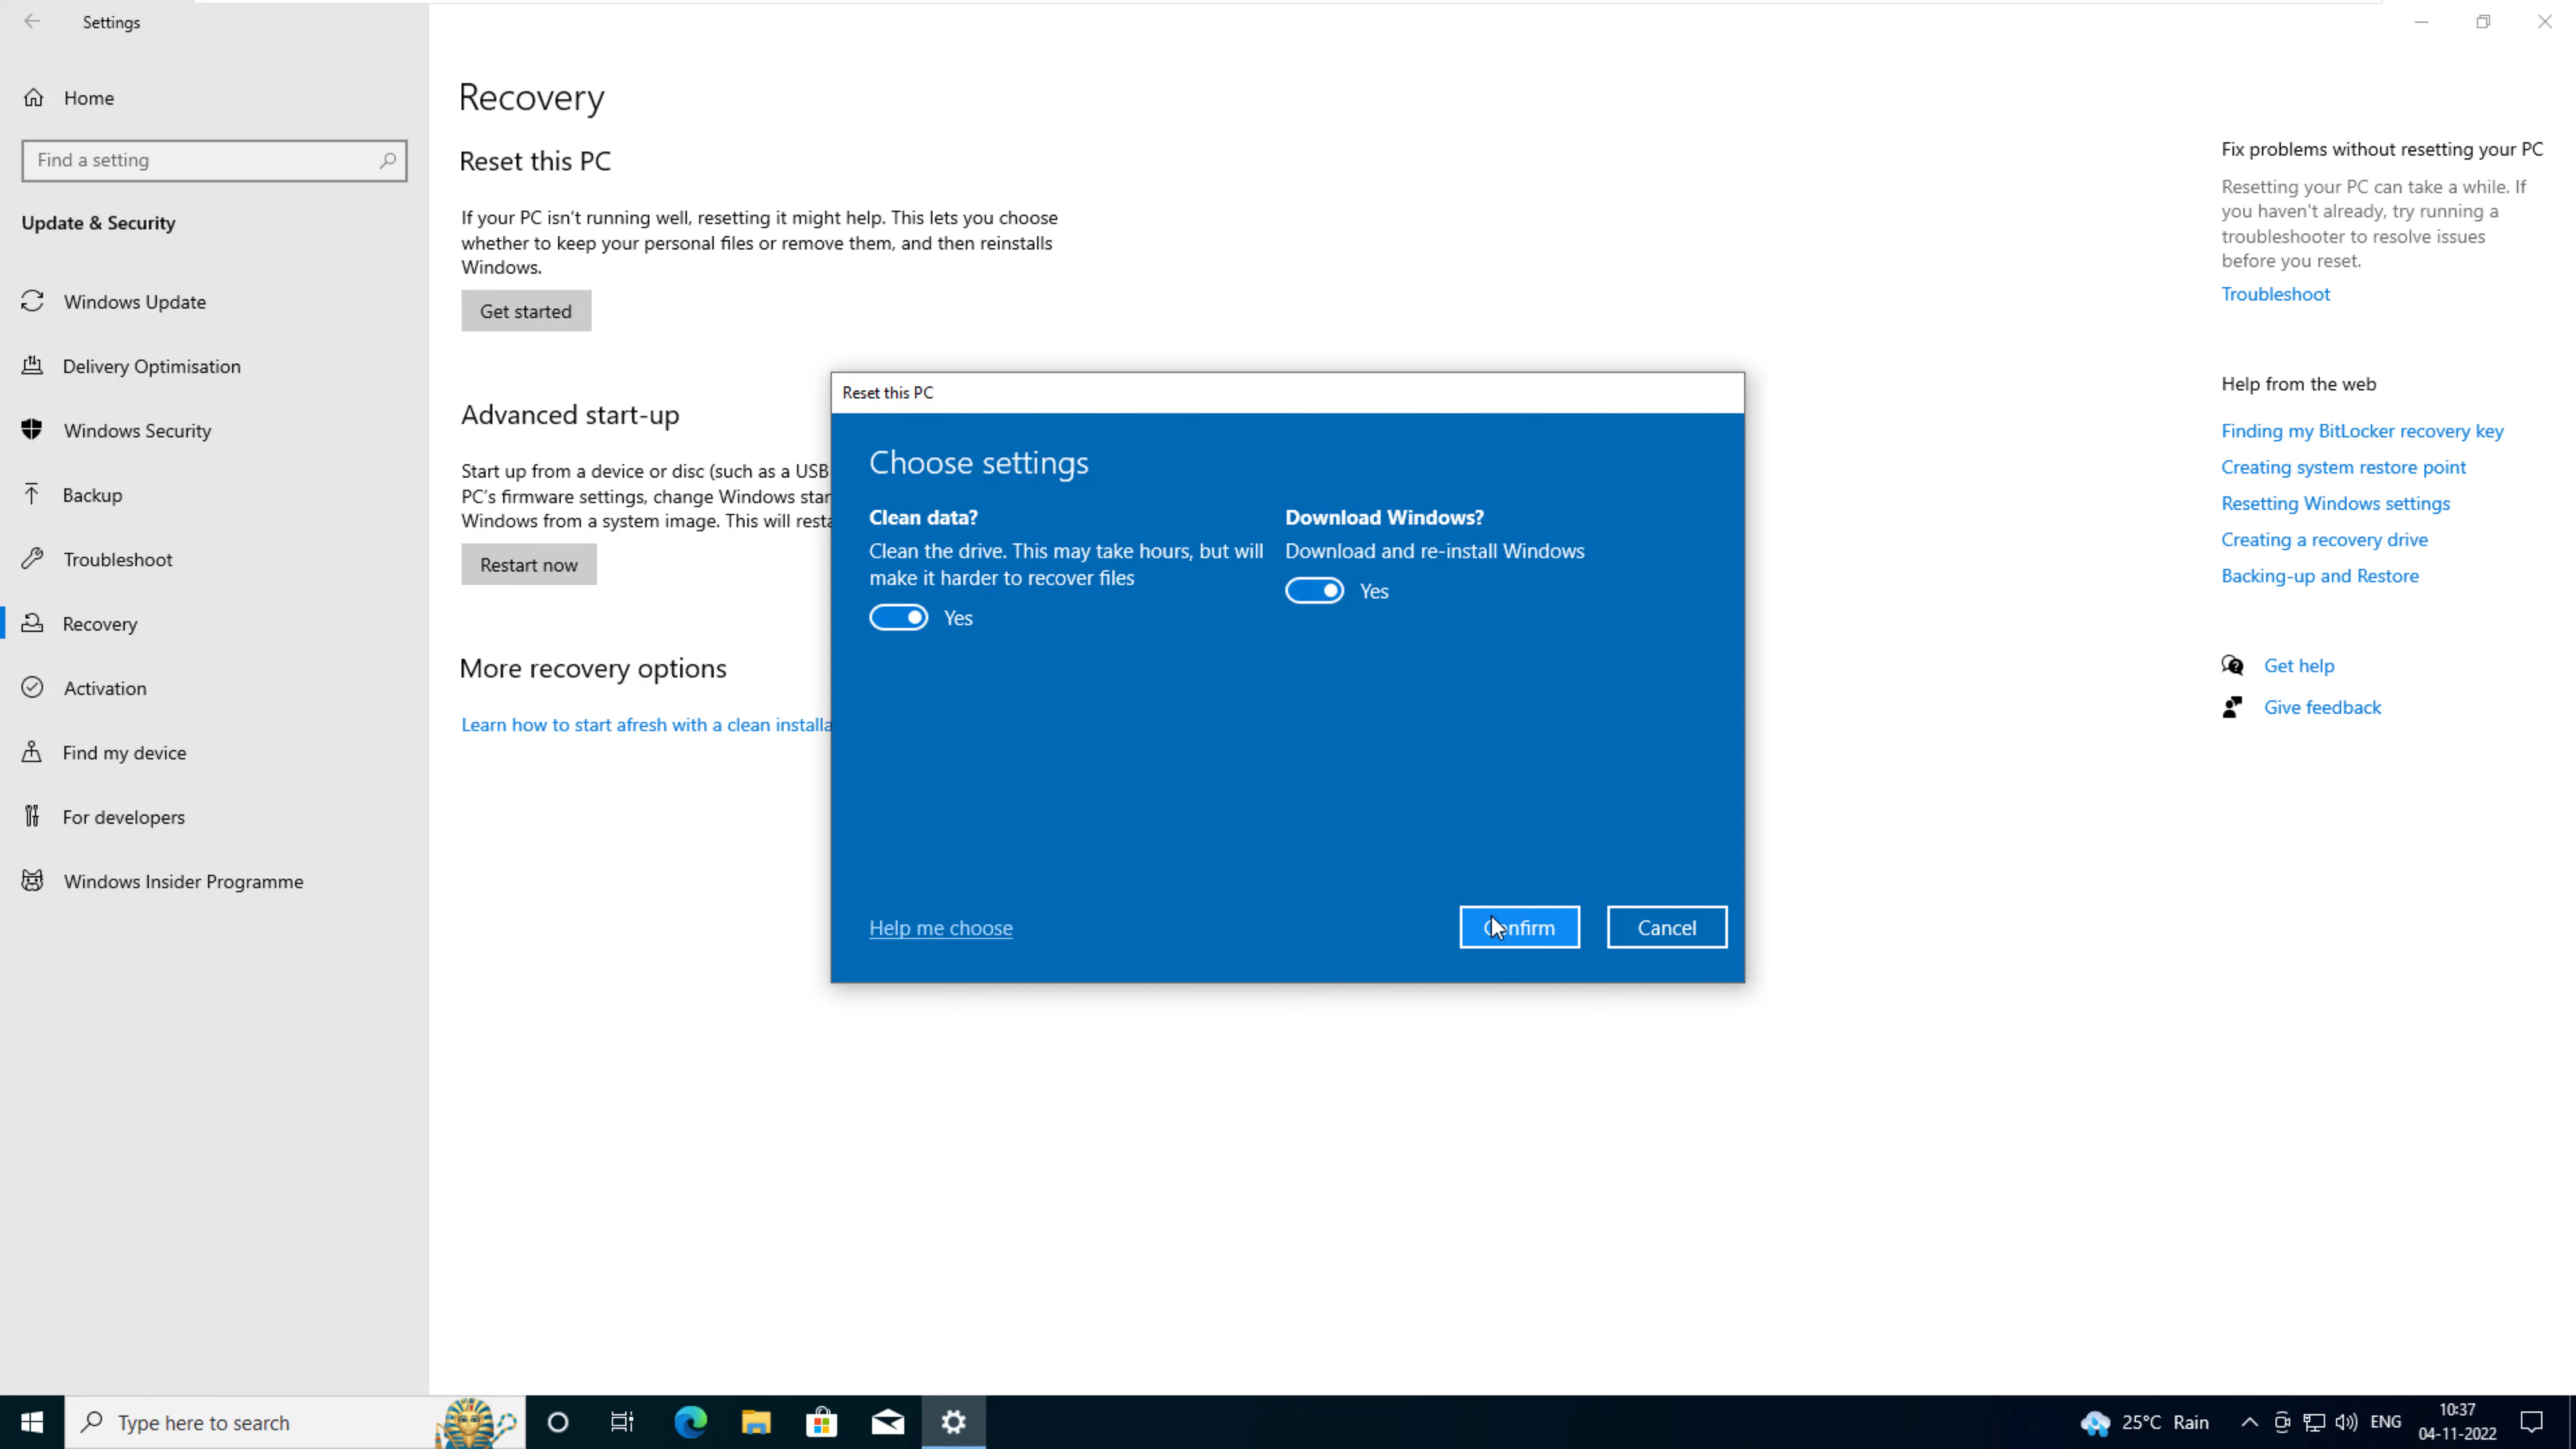 Settings
Home
Find a setting
Update & Security
Windows Update
Delivery Optimisation
Windows Security
Backup
Troubleshoot
Recovery
Activation
Find my device
For developers
Windows Insider Programme
Recovery
Reset this PC
If your PC isn't running well, resetting it might help. This lets you choose
whether to keep your personal files or remove them, and then reinstalls
Windows.
Get started
Advanced start-up
Start up from a device or disc (such as a USB
PC's firmware settings, change Windows
Windows from a system image. This will
Restart now
More recovery options
Learn how to start afresh with a clean
Reset this PC
Choose settings
Clean data?
Clean the drive. This may take hours, but will
make it harder to recover files
Yes
Download Windows?
Download and re-install Windows
Yes
Help me choose
Confirm
Cancel
Fix problems without resetting your PC
Resetting your PC can take a while. If
you haven't already, try running a
troubleshooter to resolve issues
before you reset.
Troubleshoot
Help from the web
Finding my BitLocker recovery key
Creating system restore point
Resetting Windows settings
Creating a recovery drive
Backing-up and Restore
Get help
Give feedback
Type here to search
25°C Rain
ENG
10:37
04-11-2022